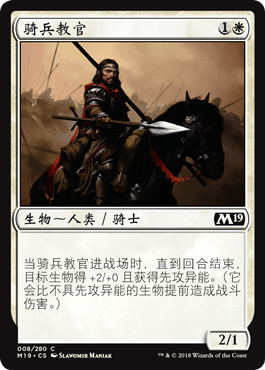 骑兵教官 1
生物～人类／骑士 M19
当骑兵教官进战场时，直到回合结束，
目标生物得 +2/+0 且获得先攻异能。（它
会比不具先攻异能的生物提前造成战斗
伤害。）
2/1
008/280 C
M19 • CS SLAWOMIR MANIAK ™ & © 2018 Wizards of the Coast